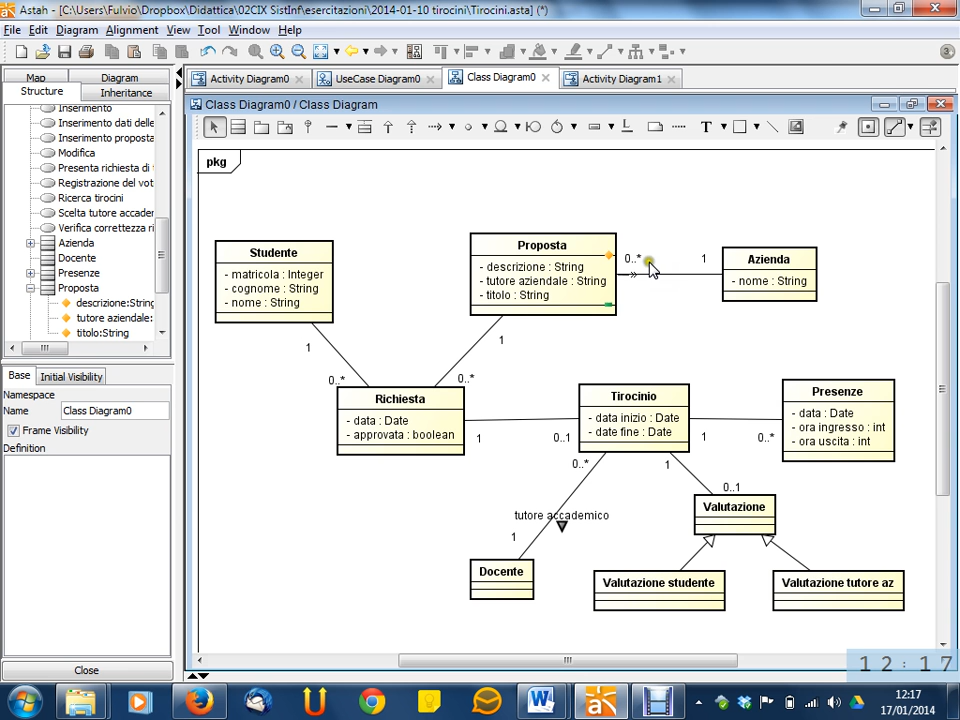 Astah - [C:\Users\Fulvio\Dropbox\Didattica\02CIX SistInf\esercitazioni\2014-01-10 tirocini\Tirocini.asta] (*)
File Edit Diagram Alignment View Tool Window Help
Map Diagram
Structure Inheritance
Inserimento
Inserimento dati delle
Inserimento proposta
Modifica
Presenta richiesta di
Registrazione del vot
Ricerca tirocini
Scelta tutore accader
Verifica correttezza ri
Azienda
Docente
Presenze
Proposta
descrizione:String
tutore aziendale:
titolo:String
Base Initial Visibility
Namespace
Name Class Diagram0
Frame Visibility
Definition
Close
Activity Diagram0 UseCase Diagram0 Class Diagram0 Activity Diagram1
Class Diagram0 / Class Diagram
T
pkg
Studente
- matricola : Integer
- cognome : String
- nome : String
Proposta
- descrizione : String
- tutore aziendale : String
- titolo : String
0..* 1
Azienda
- nome : String
1 0..*
1 0..*
Richiesta
- data : Date
- approvata : boolean
1 0..1
Tirocinio
- data inizio : Date
- date fine : Date
1 0..*
Presenze
- data : Date
- ora ingresso : int
- ora uscita : int
0..* 1
tutore accademico
1 0..1
Valutazione
Docente
Valutazione studente
Valutazione tutore az
12:17
12:17
17/01/2014